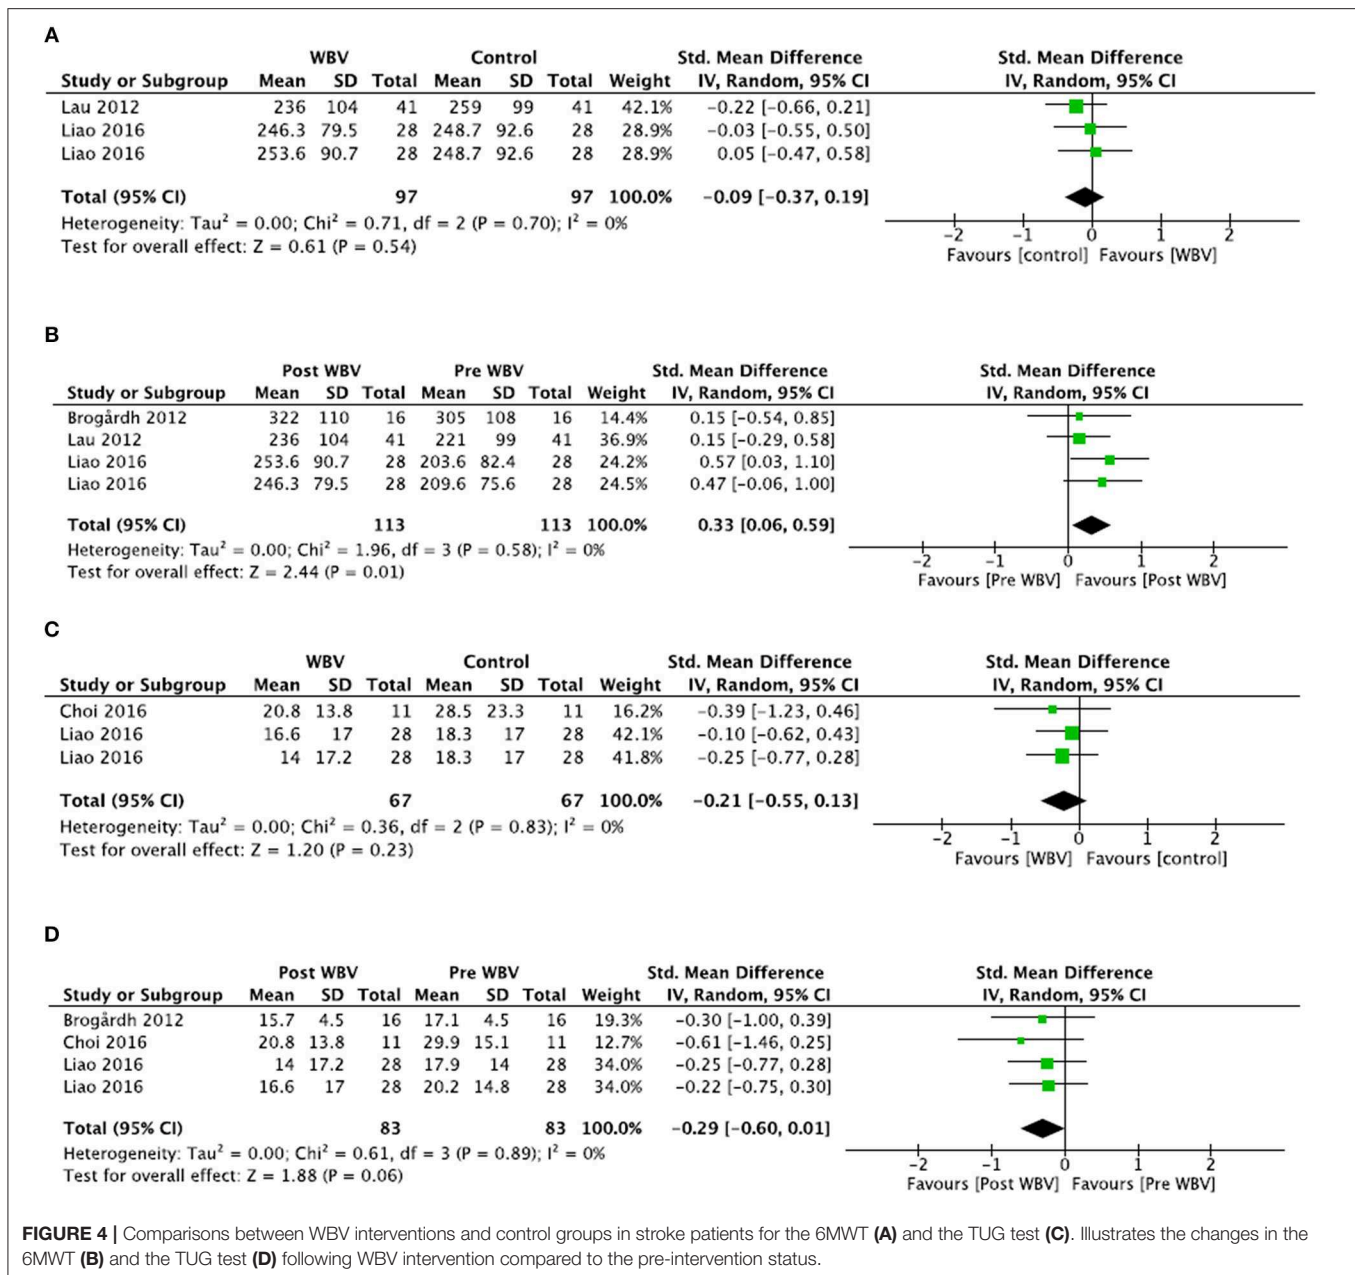 A
WBV Control Std. Mean Difference Std. Mean Difference
Study or Subgroup Mean SD Total Mean SD Total Weight IV, Random, 95% CI IV, Random, 95% CI
Lau 2012 236 104 41 259 99 41 42.1% −0.22 [−0.66, 0.21]
Liao 2016 246.3 79.5 28 248.7 92.6 28 28.9% −0.03 [−0.55, 0.50]
Liao 2016 253.6 90.7 28 248.7 92.6 28 28.9% 0.05 [−0.47, 0.58]
Total (95% CI) 97 97 100.0% −0.09 [−0.37, 0.19]
Heterogeneity: Tau² = 0.00; Chi² = 0.71, df = 2 (P = 0.70); I² = 0%
Test for overall effect: Z = 0.61 (P = 0.54)
−2 −1 0 1 2
Favours [control] Favours [WBV]
B
Post WBV Pre WBV Std. Mean Difference Std. Mean Difference
Study or Subgroup Mean SD Total Mean SD Total Weight IV, Random, 95% CI IV, Random, 95% CI
Brogårdh 2012 322 110 16 305 108 16 14.4% 0.15 [−0.54, 0.85]
Lau 2012 236 104 41 221 99 41 36.9% 0.15 [−0.29, 0.58]
Liao 2016 253.6 90.7 28 203.6 82.4 28 24.2% 0.57 [0.03, 1.10]
Liao 2016 246.3 79.5 28 209.6 75.6 28 24.5% 0.47 [−0.06, 1.00]
Total (95% CI) 113 113 100.0% 0.33 [0.06, 0.59]
Heterogeneity: Tau² = 0.00; Chi² = 1.96, df = 3 (P = 0.58); I² = 0%
Test for overall effect: Z = 2.44 (P = 0.01)
−2 −1 0 1 2
Favours [Pre WBV] Favours [Post WBV]
C
WBV Control Std. Mean Difference Std. Mean Difference
Study or Subgroup Mean SD Total Mean SD Total Weight IV, Random, 95% CI IV, Random, 95% CI
Choi 2016 20.8 13.8 11 28.5 23.3 11 16.2% −0.39 [−1.23, 0.46]
Liao 2016 16.6 17 28 18.3 17 28 42.1% −0.10 [−0.62, 0.43]
Liao 2016 14 17.2 28 18.3 17 28 41.8% −0.25 [−0.77, 0.28]
Total (95% CI) 67 67 100.0% −0.21 [−0.55, 0.13]
Heterogeneity: Tau² = 0.00; Chi² = 0.36, df = 2 (P = 0.83); I² = 0%
Test for overall effect: Z = 1.20 (P = 0.23)
−2 −1 0 1 2
Favours [WBV] Favours [control]
D
Post WBV Pre WBV Std. Mean Difference Std. Mean Difference
Study or Subgroup Mean SD Total Mean SD Total Weight IV, Random, 95% CI IV, Random, 95% CI
Brogårdh 2012 15.7 4.5 16 17.1 4.5 16 19.3% −0.30 [−1.00, 0.39]
Choi 2016 20.8 13.8 11 29.9 15.1 11 12.7% −0.61 [−1.46, 0.25]
Liao 2016 14 17.2 28 17.9 14 28 34.0% −0.25 [−0.77, 0.28]
Liao 2016 16.6 17 28 20.2 14.8 28 34.0% −0.22 [−0.75, 0.30]
Total (95% CI) 83 83 100.0% −0.29 [−0.60, 0.01]
Heterogeneity: Tau² = 0.00; Chi² = 0.61, df = 3 (P = 0.89); I² = 0%
Test for overall effect: Z = 1.88 (P = 0.06)
−2 −1 0 1 2
Favours [Post WBV] Favours [Pre WBV]
FIGURE 4 | Comparisons between WBV interventions and control groups in stroke patients for the 6MWT (A) and the TUG test (C). Illustrates the changes in the
6MWT (B) and the TUG test (D) following WBV intervention compared to the pre-intervention status.